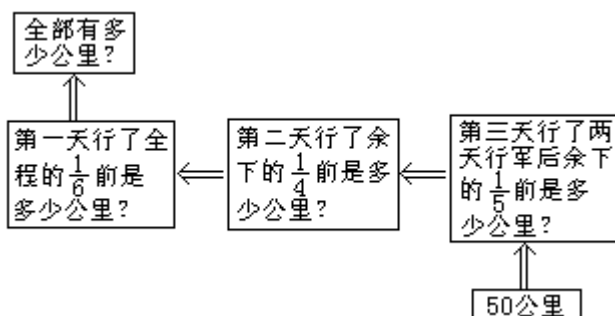 全部有多
少公里?
第一天行了全
程的1/6前是
多少公里?
第二天行了余
下的1/4前是多
少公里?
第三天行了两
天行军后余下
的1/5前是多
少公里?
50公里